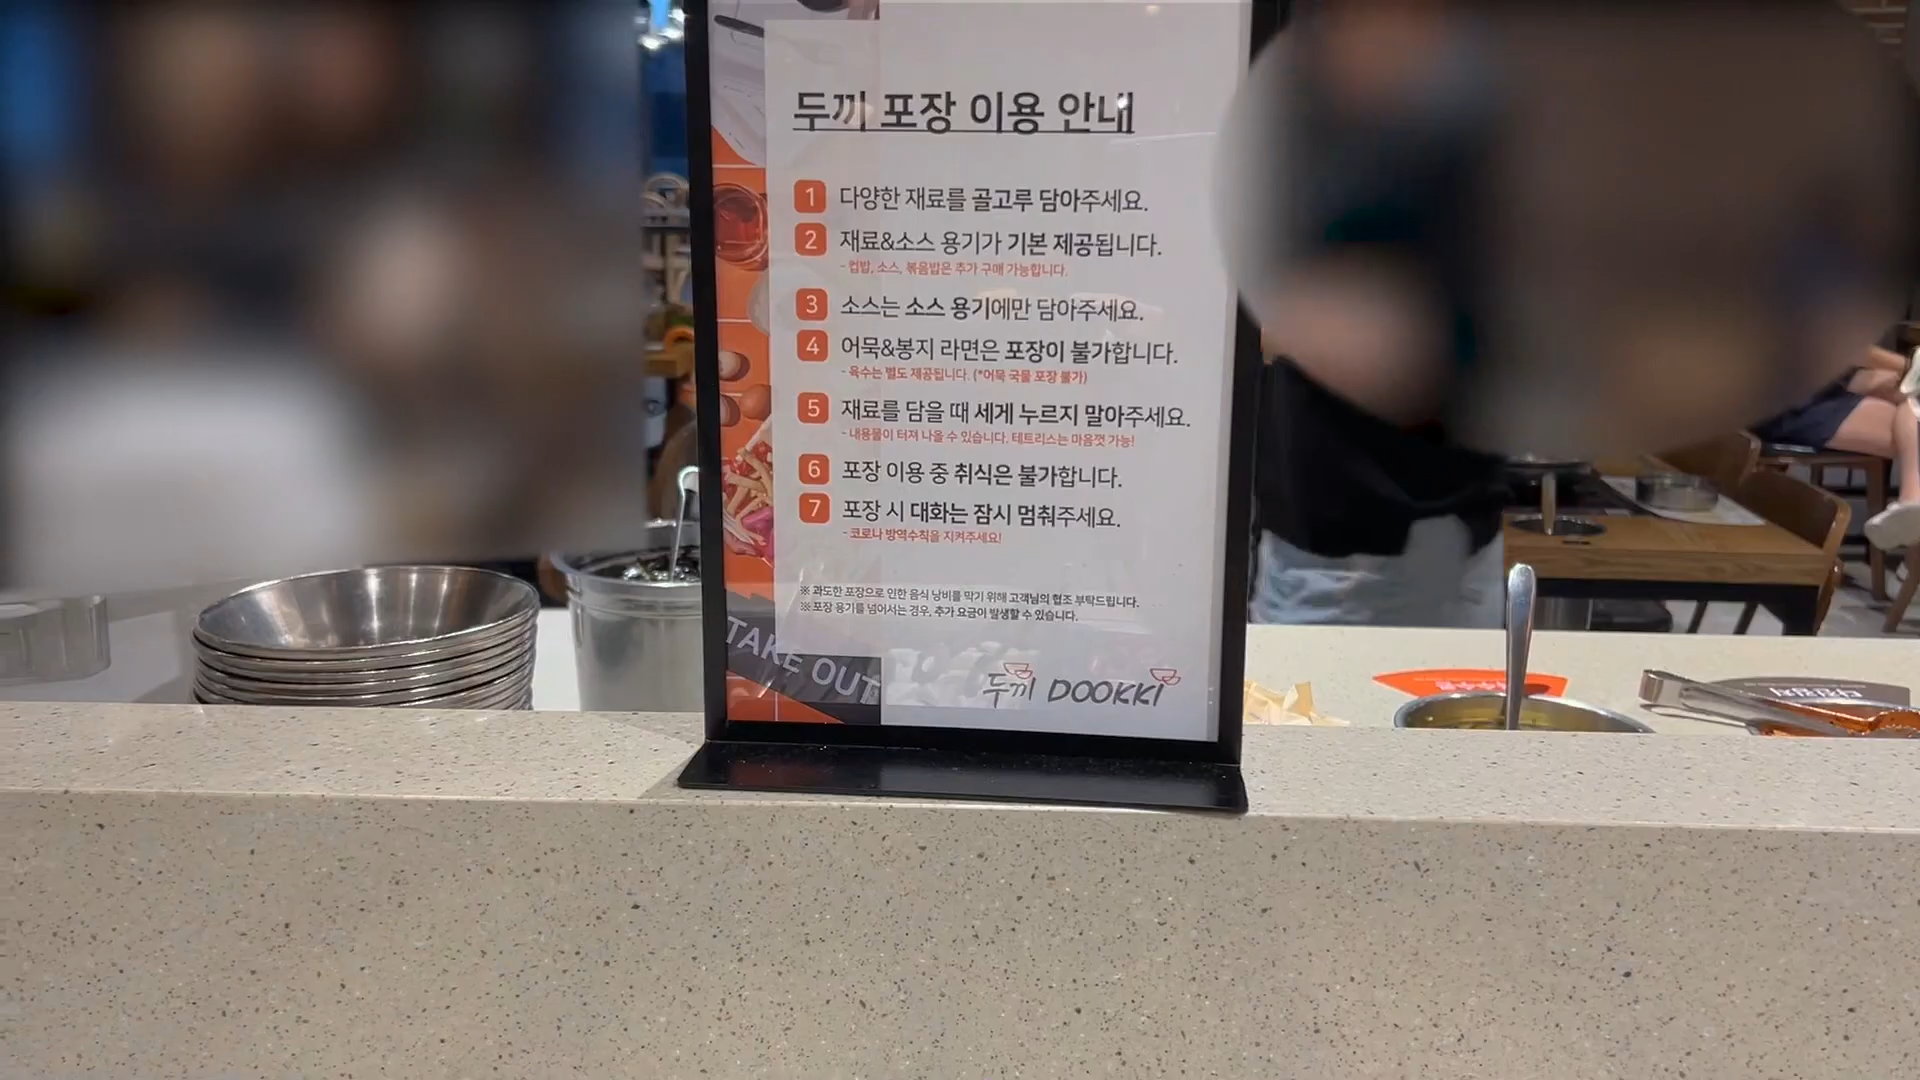 두끼 포장 이용 안내
1 다양한 재료를 골고루 담아주세요.
2 재료&소스 용기가 기본 제공됩니다.
- 컵밥, 소스, 볶음밥은 추가 구매 가능합니다.
3 소스는 소스 용기에만 담아주세요.
4 어묵&봉지 라면은 포장이 불가합니다.
- 육수는 별도 제공됩니다. (*어묵 국물 포장 불가)
5 재료를 담을 때 세게 누르지 말아주세요.
- 내용물이 터져 나올 수 있습니다. 테트리스는 마음껏 가능!
6 포장 이용 중 취식은 불가합니다.
7 포장 시 대화는 잠시 멈춰주세요.
- 코로나 방역수칙을 지켜주세요!
※ 과도한 포장으로 인한 음식 낭비를 막기 위해 고객님의 협조 부탁드립니다.
※ 포장 용기를 넘어서는 경우, 추가 요금이 발생할 수 있습니다.
TAKE OUT
두끼 DOOKKI